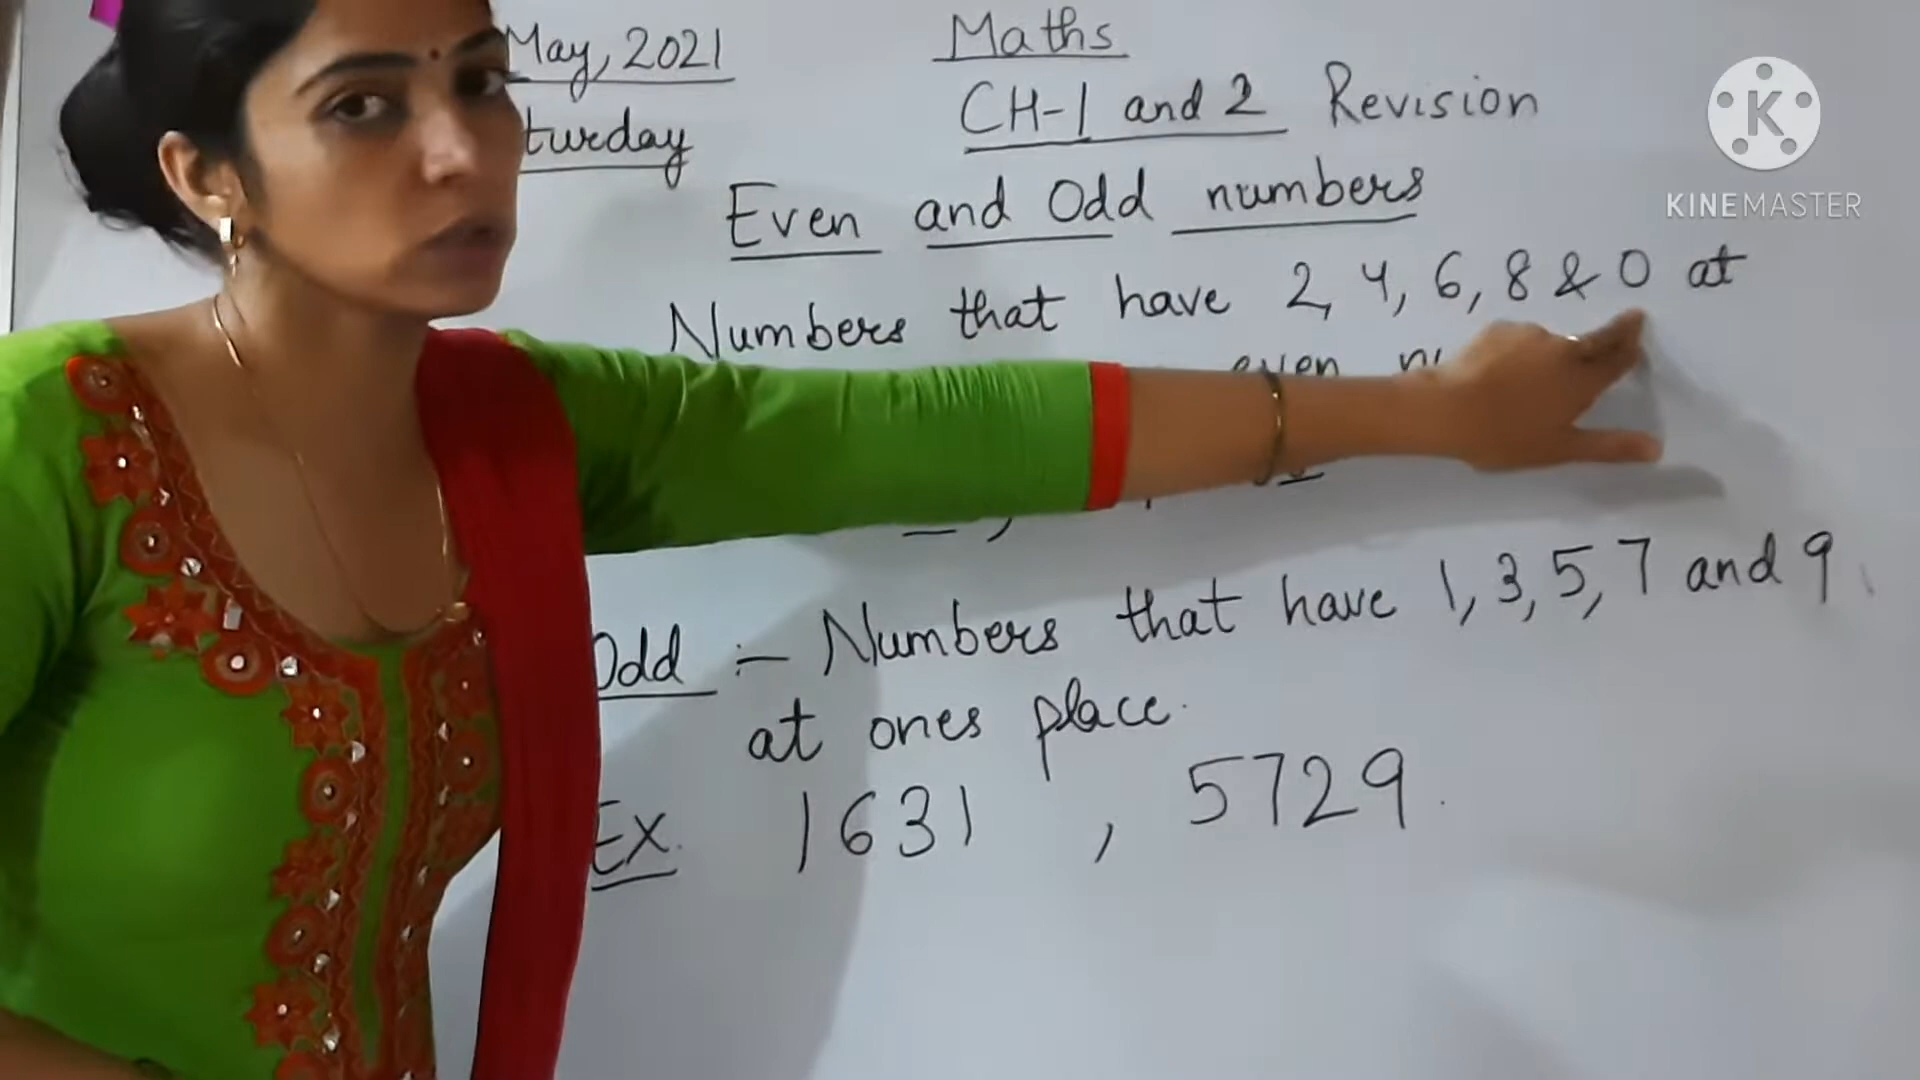 May, 2021
Maths
CH-1 and 2 Revision
Even and Odd numbers
Numbers that have 2, 4, 6, 8 & 0 at
even
Odd :- Numbers that have 1, 3, 5, 7 and 9
at ones place.
Ex. 1631 , 5729.
K
KINEMASTER